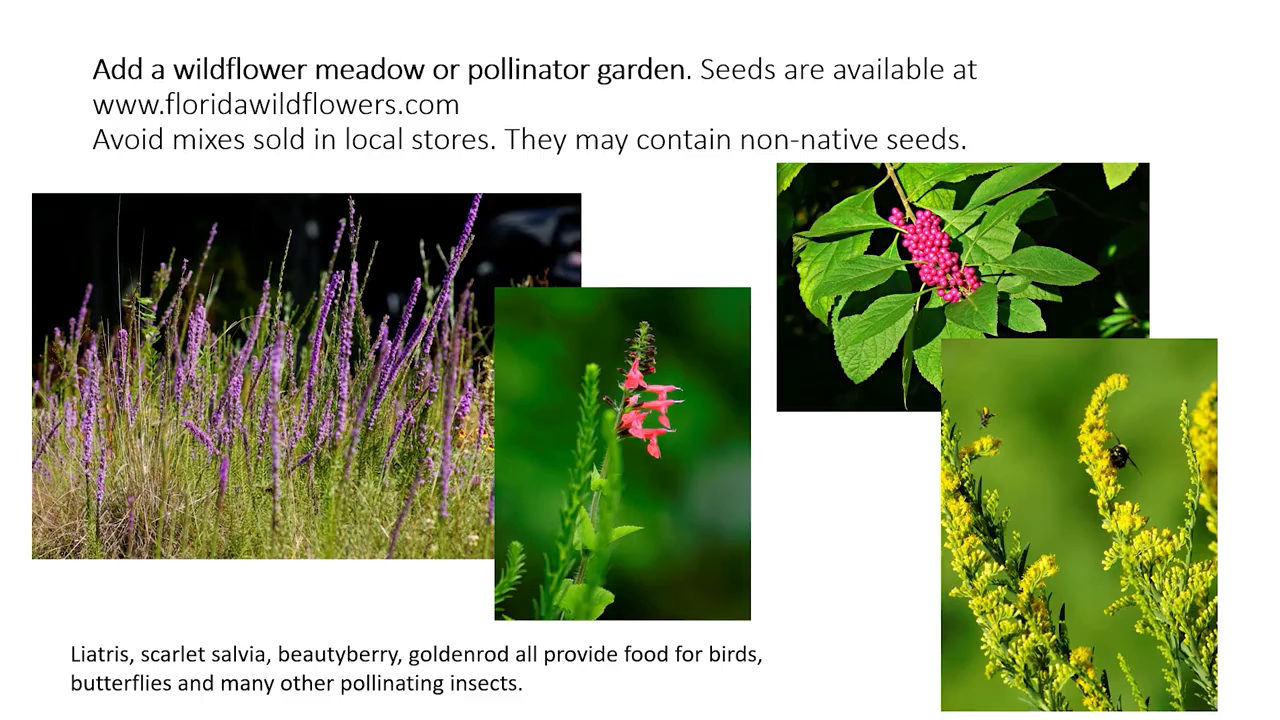 Add a wildflower meadow or pollinator garden. Seeds are available at
www.floridawildflowers.com
Avoid mixes sold in local stores. They may contain non-native seeds.
Liatris, scarlet salvia, beautyberry, goldenrod all provide food for birds,
butterflies and many other pollinating insects.